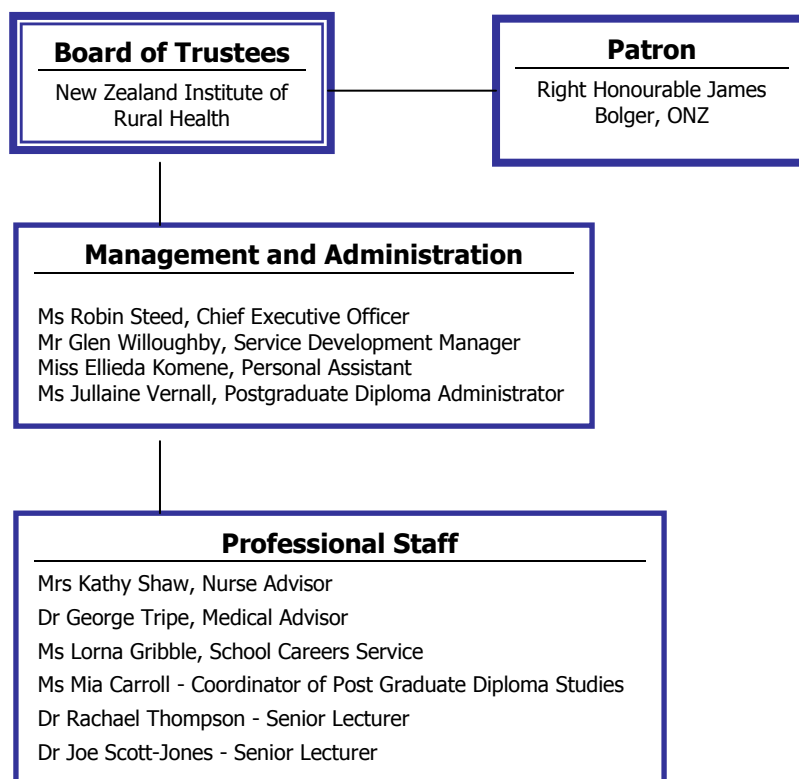 Board of Trustees
New Zealand Institute of
Rural Health
Patron
Right Honourable James
Bolger, ONZ
Management and Administration
Ms Robin Steed, Chief Executive Officer
Mr Glen Willoughby, Service Development Manager
Miss Ellieda Komene, Personal Assistant
Ms Jullaine Vernall, Postgraduate Diploma Administrator
Professional Staff
Mrs Kathy Shaw, Nurse Advisor
Dr George Tripe, Medical Advisor
Ms Lorna Gribble, School Careers Service
Ms Mia Carroll - Coordinator of Post Graduate Diploma Studies
Dr Rachael Thompson - Senior Lecturer
Dr Joe Scott-Jones - Senior Lecturer